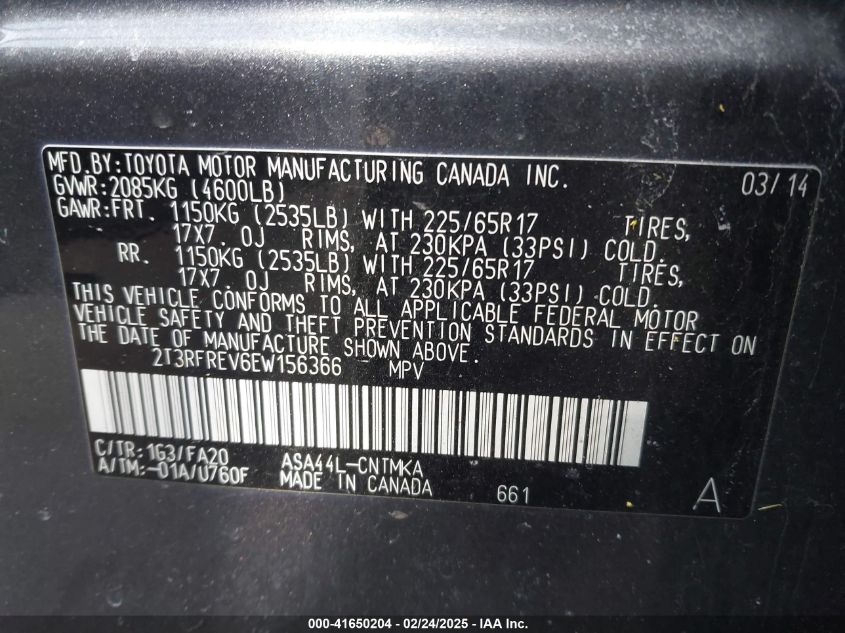 MFD.BY:TOYOTA MOTOR MANUFACTURING CANADA INC. 03/14
GVWR:2085KG (4600LB)
GAWR:FRT. 1150KG (2535LB) WITH 225/65R17 TIRES,
17X7.0J RIMS, AT 230KPA (33PSI) COLD.
RR. 1150KG (2535LB) WITH 225/65R17 TIRES,
17X7.0J RIMS, AT 230KPA (33PSI) COLD.
THIS VEHICLE CONFORMS TO ALL APPLICABLE FEDERAL MOTOR
VEHICLE SAFETY AND THEFT PREVENTION STANDARDS IN EFFECT ON
THE DATE OF MANUFACTURE SHOWN ABOVE.
2T3RFREV6EW156366 MPV
C/TR:1G3/FA20 ASA44L-CNTMKA
A/TM:-01A/U760F MADE IN CANADA 661 A
000-41650204 - 02/24/2025 - IAA Inc.